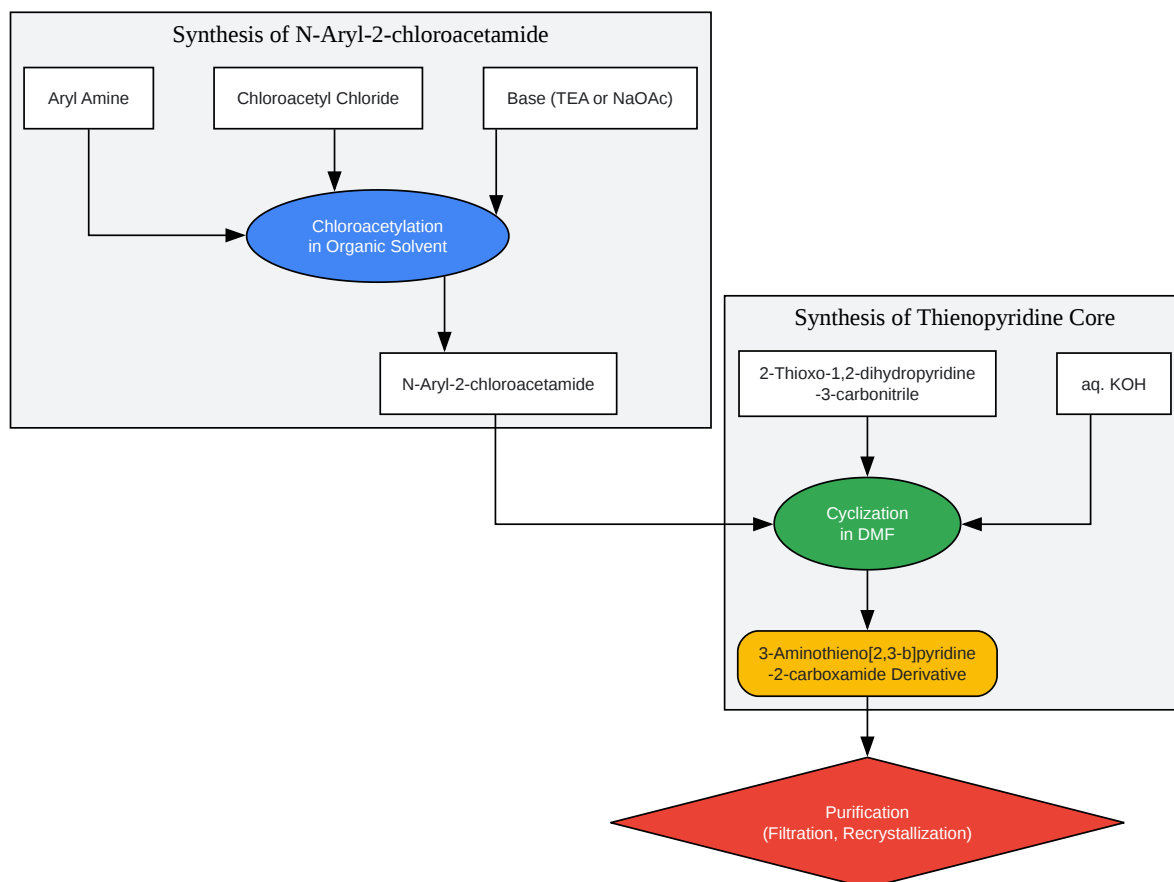 Synthesis of N-Aryl-2-chloroacetamide
Aryl Amine
Chloroacetyl Chloride
Base (TEA or NaOAc)
Chloroacetylation
in Organic Solvent
N-Aryl-2-chloroacetamide
Synthesis of Thienopyridine Core
2-Thioxo-1,2-dihydropyridine
-3-carbonitrile
aq. KOH
Cyclization
in DMF
3-Aminothieno[2,3-b]pyridine
-2-carboxamide Derivative
Purification
(Filtration, Recrystallization)